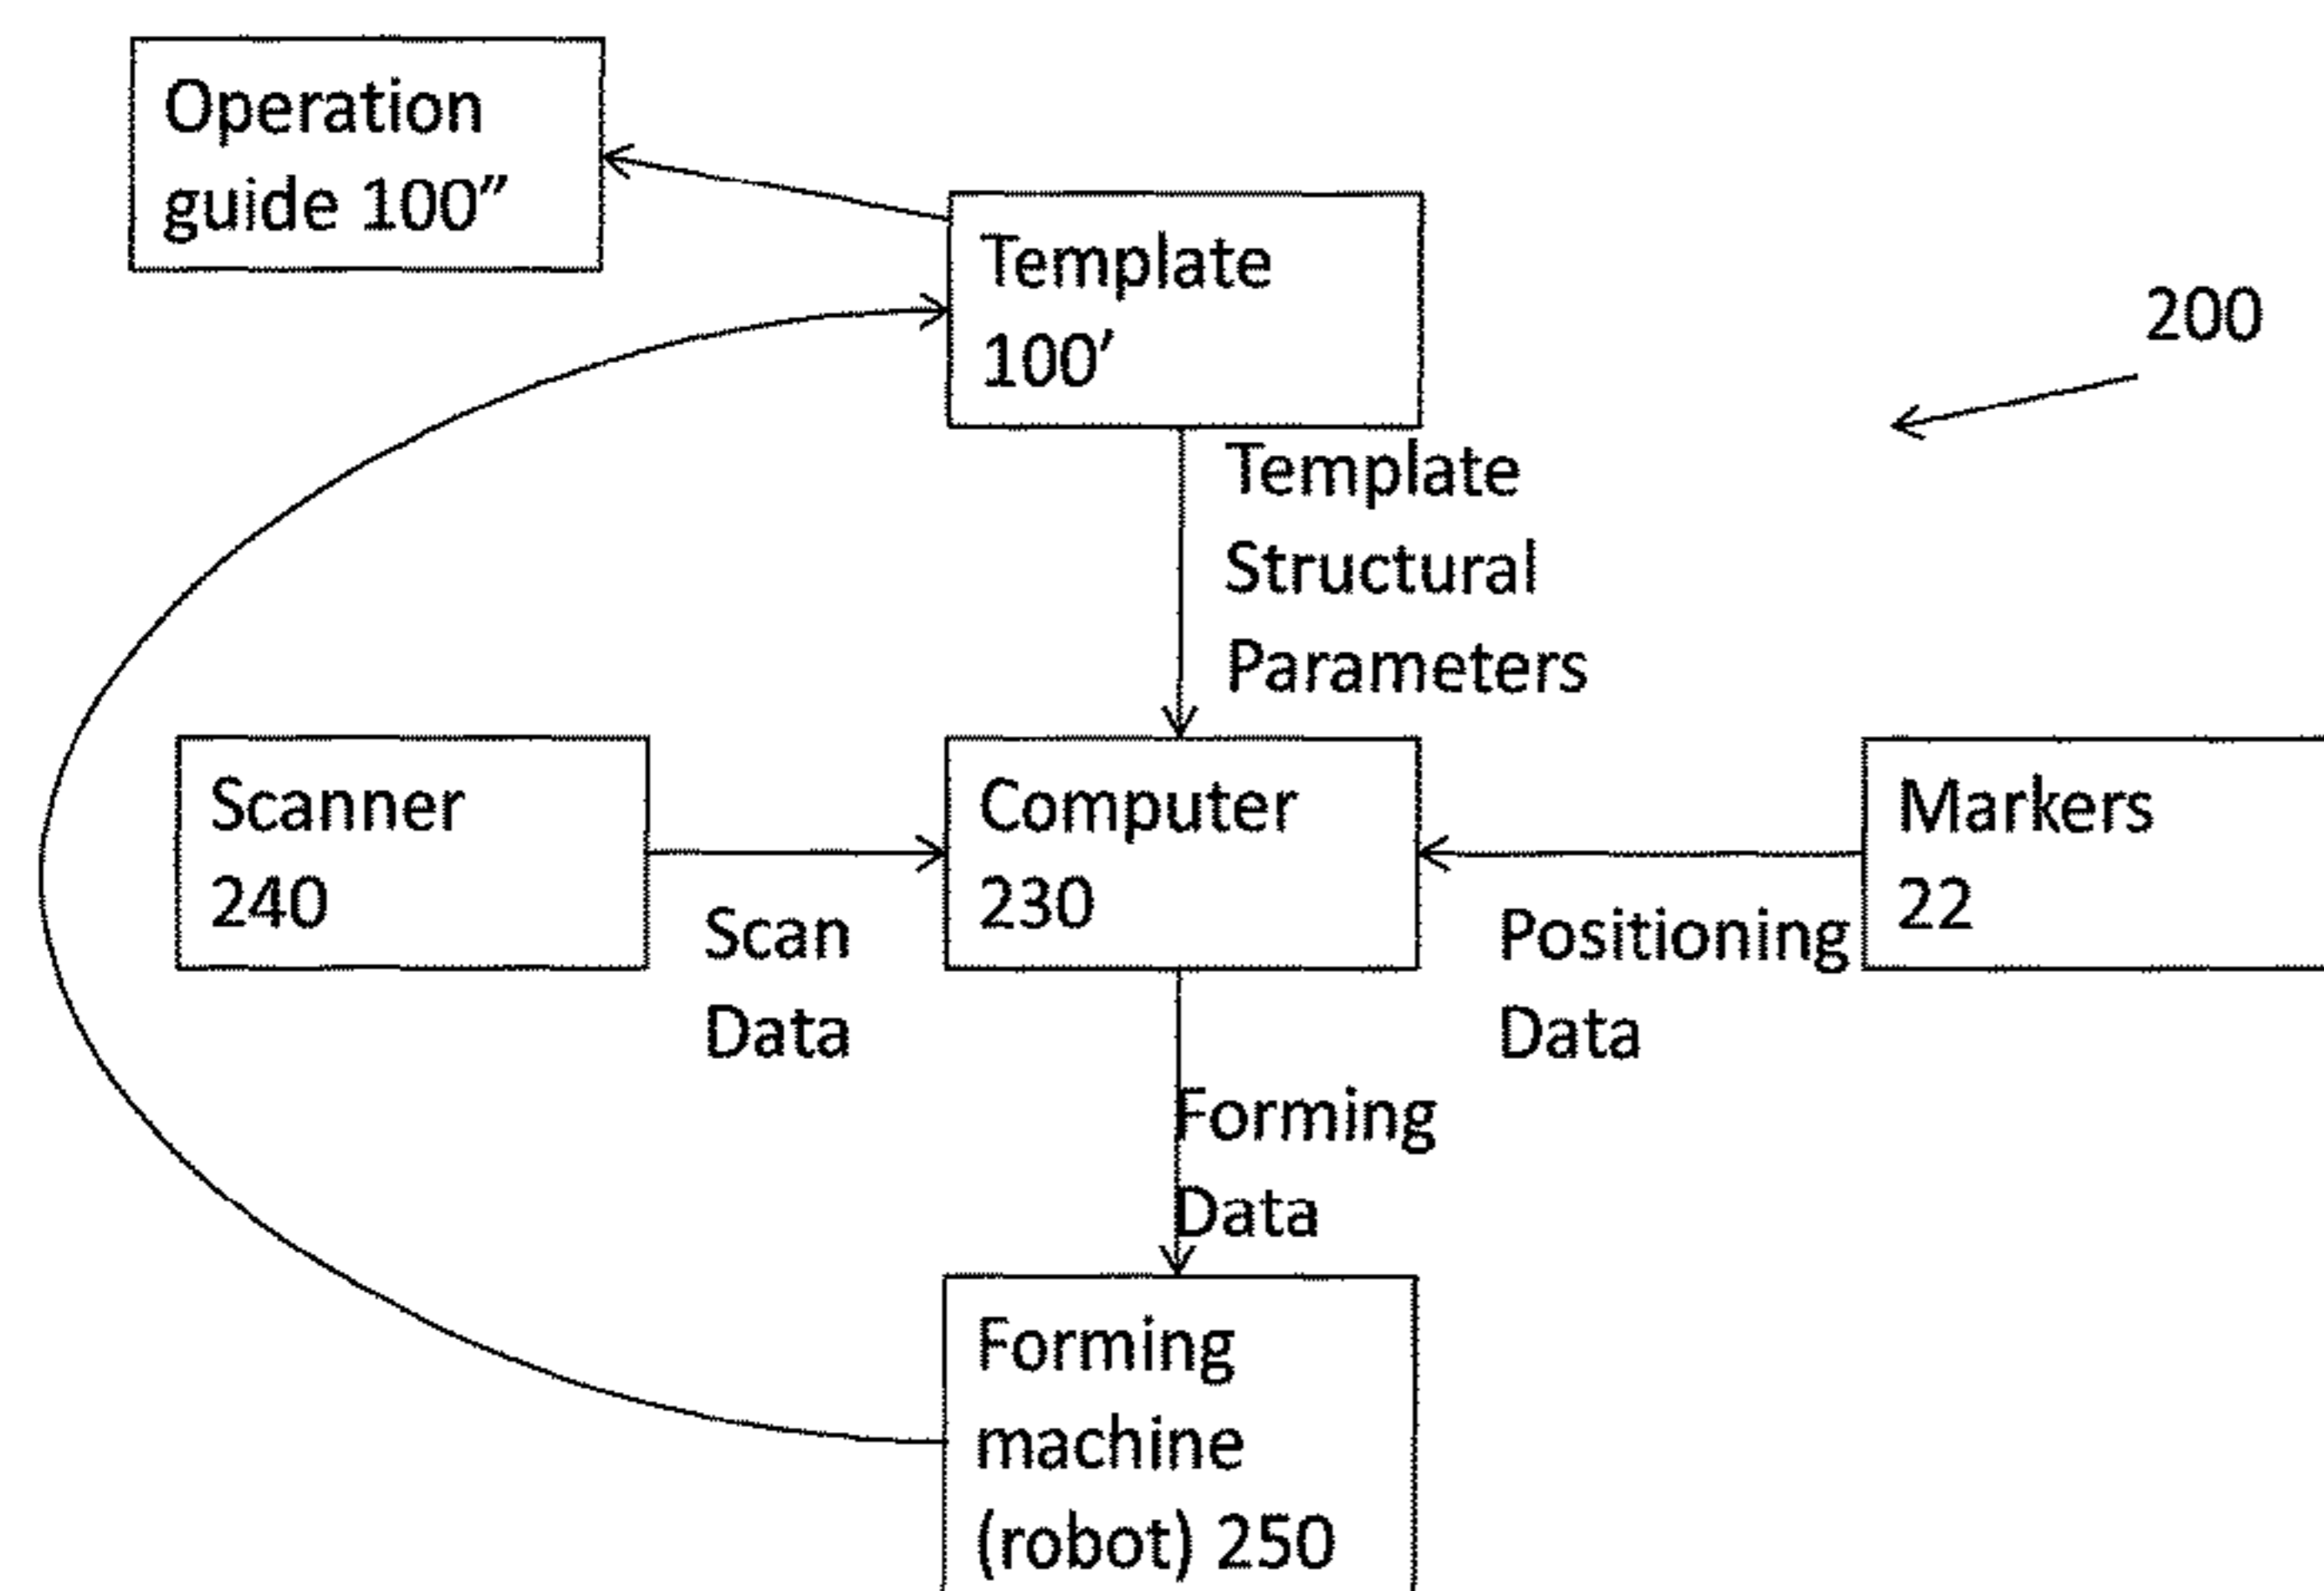 Operation
guide 100″
Template
100′
200
Template
Structural
Parameters
Scanner
240
Scan
Data
Computer
230
Positioning
Data
Markers
22
Forming
Data
Forming
machine
(robot) 250